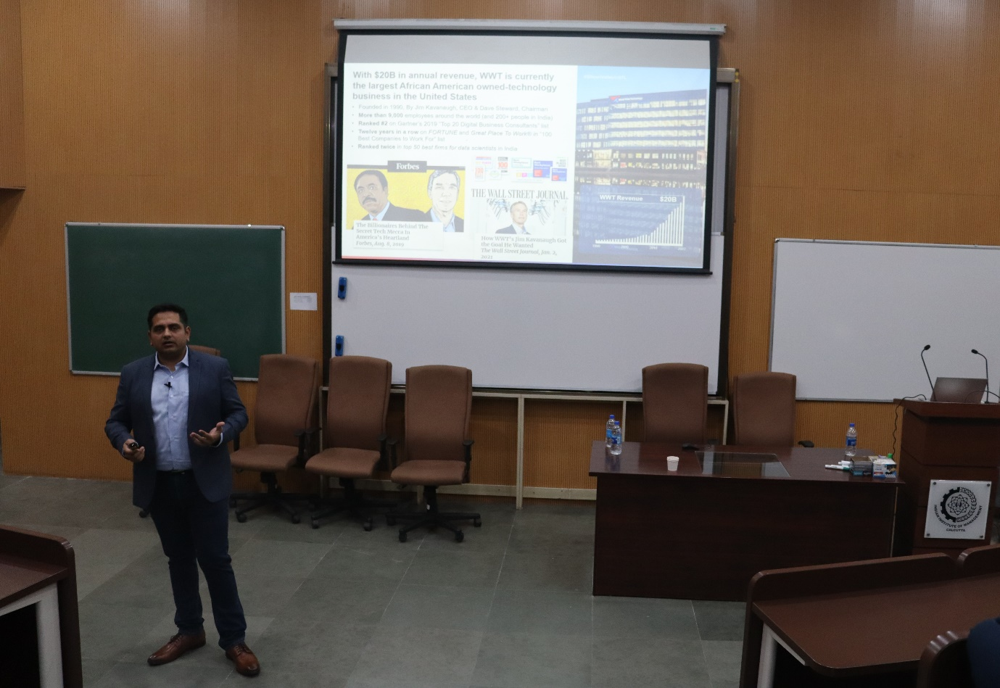 With $20B in annual revenue, WWT is currently
the largest African American owned-technology
business in the United States
• Founded in 1990, By Jim Kavanaugh, CEO & Dave Steward, Chairman
• More than 9,000 employees around the world (and 200+ people in India)
• Ranked #2 on Gartner's 2019 "Top 20 Digital Business Consultants" list
• Twelve years in a row on FORTUNE and Great Place To Work® in "100
Best Companies to Work For" list
• Ranked twice in top 50 best firms for data scientists in India
Forbes
The Billionaires Behind The
Secret Tech Mecca In
America's Heartland
Forbes, Aug. 8, 2019
100
THE WALL STREET JOURNAL
How WWT's Jim Kavanaugh Got
the Goal He Wanted
The Wall Street Journal, Jan. 2,
2021
WWT Revenue $20B
INDIAN INSTITUTE OF MANAGEMENT
CALCUTTA